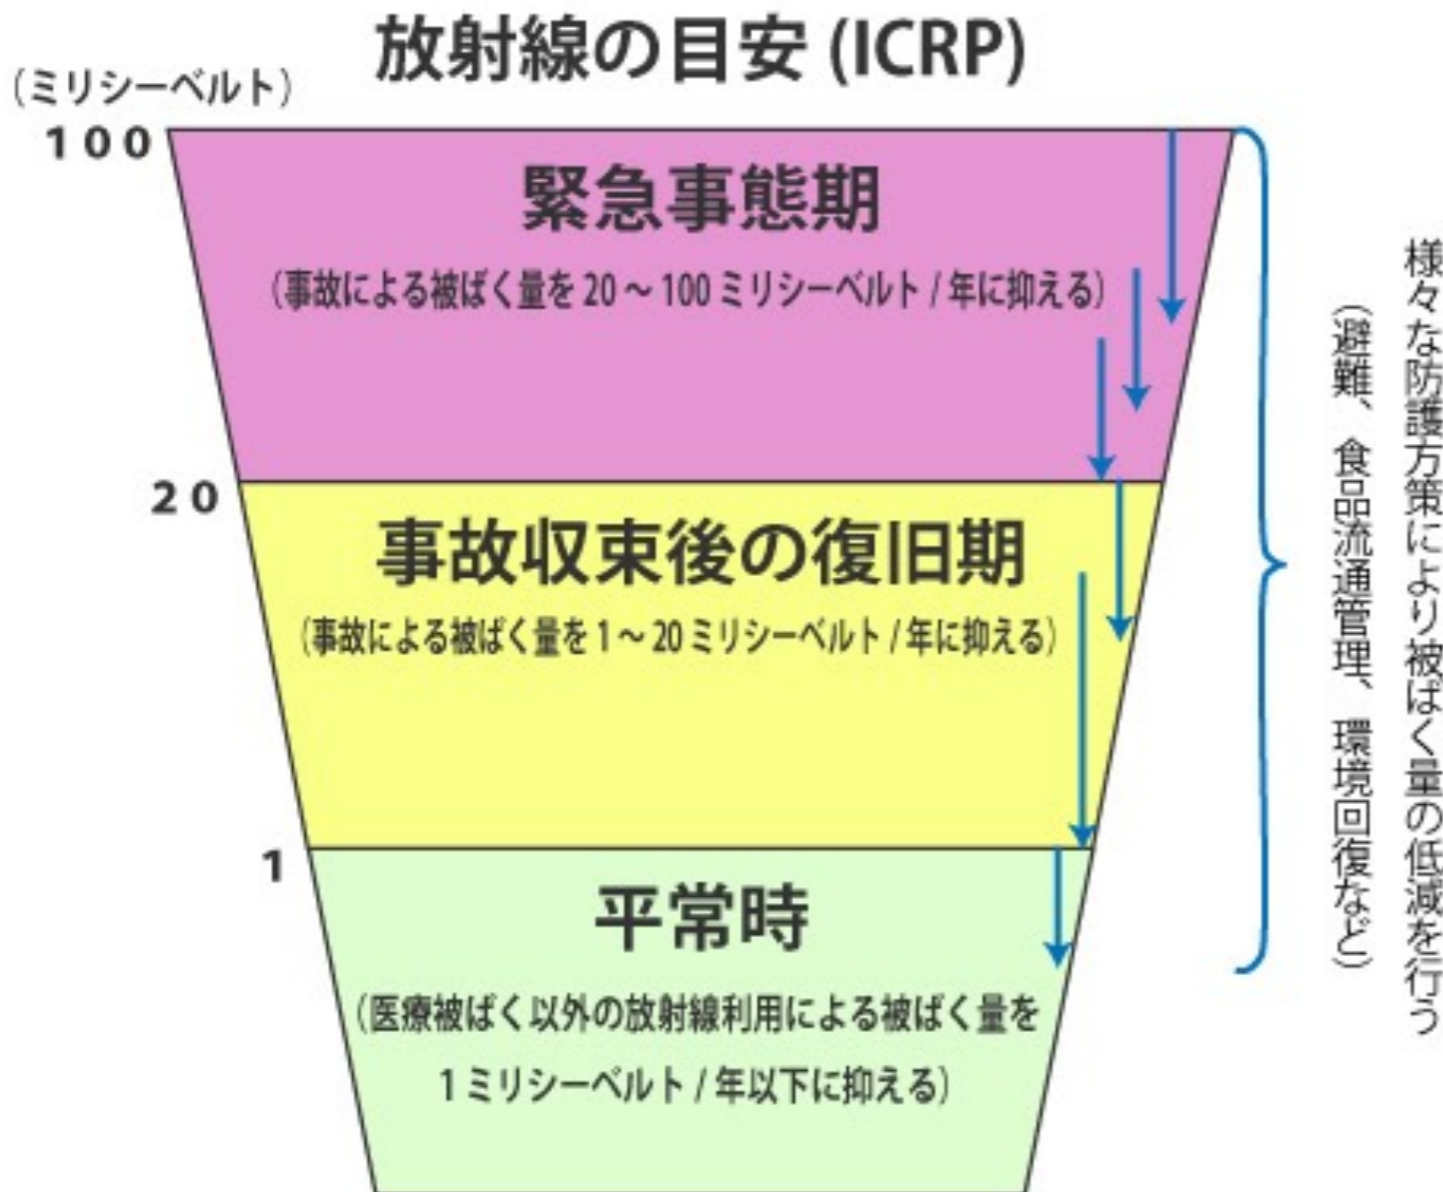 放射線の目安 (ICRP)
（ミリシーベルト）
100
緊急事態期
（事故による被ばく量を 20 ～ 100 ミリシーベルト / 年に抑える）
20
事故収束後の復旧期
（事故による被ばく量を 1 ～ 20 ミリシーベルト / 年に抑える）
1
平常時
（医療被ばく以外の放射線利用による被ばく量を
1 ミリシーベルト / 年以下に抑える）
様々な防護方策により被ばく量の低減を行う
（避難、食品流通管理、環境回復など）